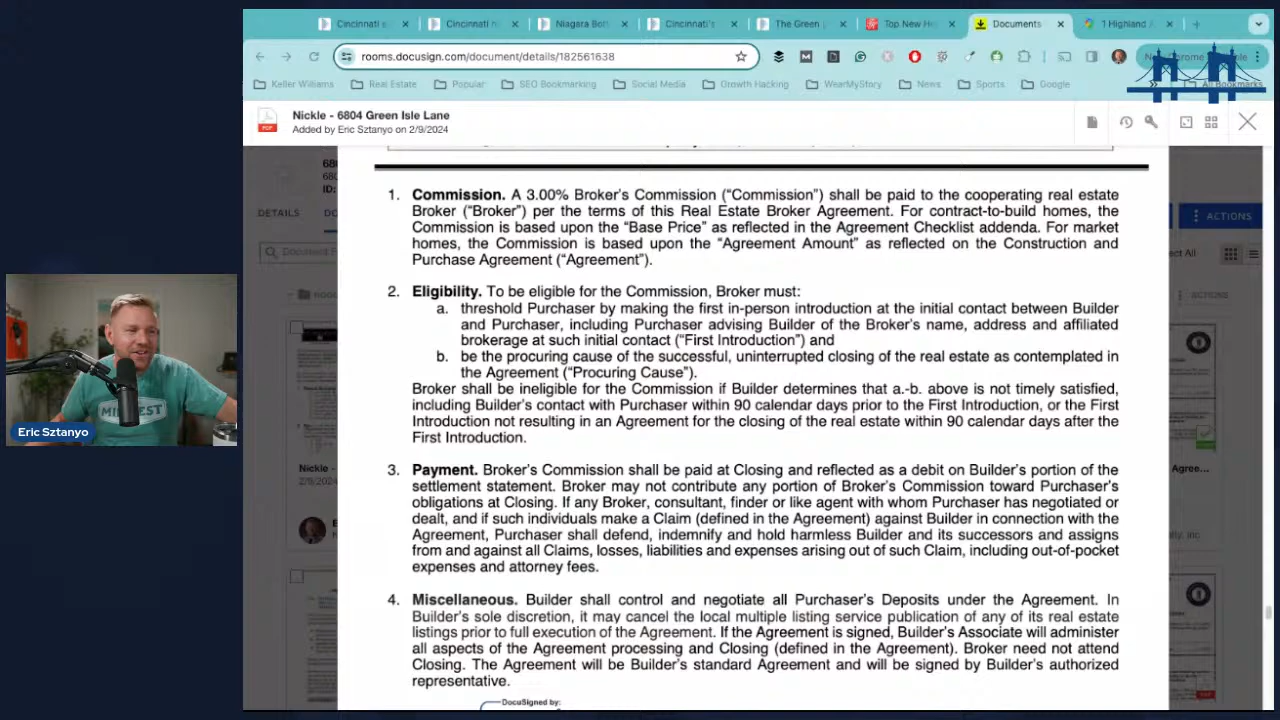 Cincinnati
Cincinnati
Niagara
Cincinnati's
The Green
Top New
Documents
1 Highland
rooms.docusign.com/document/details/182561638
Keller Williams
Real Estate
Popular
SEO Bookmarking
Social Media
Growth Hacking
WearMyStory
News
Sports
Google
All Bookmarks
PDF
Nickle - 6804 Green Isle Lane
Added by Eric Sztanyo on 2/9/2024
ID:
DETAILS
ACTIONS
ACTIONS
1. Commission. A 3.00% Broker's Commission (“Commission”) shall be paid to the cooperating real estate
Broker (“Broker”) per the terms of this Real Estate Broker Agreement. For contract-to-build homes, the
Commission is based upon the “Base Price” as reflected in the Agreement Checklist addenda. For market
homes, the Commission is based upon the “Agreement Amount” as reflected on the Construction and
Purchase Agreement (“Agreement”).
2. Eligibility. To be eligible for the Commission, Broker must:
a. threshold Purchaser by making the first in-person introduction at the initial contact between Builder
and Purchaser, including Purchaser advising Builder of the Broker's name, address and affiliated
brokerage at such initial contact (“First Introduction”) and
b. be the procuring cause of the successful, uninterrupted closing of the real estate as contemplated in
the Agreement (“Procuring Cause”).
Broker shall be ineligible for the Commission if Builder determines that a.-b. above is not timely satisfied,
including Builder's contact with Purchaser within 90 calendar days prior to the First Introduction, or the First
Introduction not resulting in an Agreement for the closing of the real estate within 90 calendar days after the
First Introduction.
3. Payment. Broker's Commission shall be paid at Closing and reflected as a debit on Builder's portion of the
settlement statement. Broker may not contribute any portion of Broker's Commission toward Purchaser's
obligations at Closing. If any Broker, consultant, finder or like agent with whom Purchaser has negotiated or
dealt, and if such individuals make a Claim (defined in the Agreement) against Builder in connection with the
Agreement, Purchaser shall defend, indemnify and hold harmless Builder and its successors and assigns
from and against all Claims, losses, liabilities and expenses arising out of such Claim, including out-of-pocket
expenses and attorney fees.
4. Miscellaneous. Builder shall control and negotiate all Purchaser's Deposits under the Agreement. In
Builder's sole discretion, it may cancel the local multiple listing service publication of any of its real estate
listings prior to full execution of the Agreement. If the Agreement is signed, Builder's Associate will administer
all aspects of the Agreement processing and Closing (defined in the Agreement). Broker need not attend
Closing. The Agreement will be Builder's standard Agreement and will be signed by Builder's authorized
representative.
DocuSigned by:
Nickle -
2/9/2024
Agree...
Eric Sztanyo